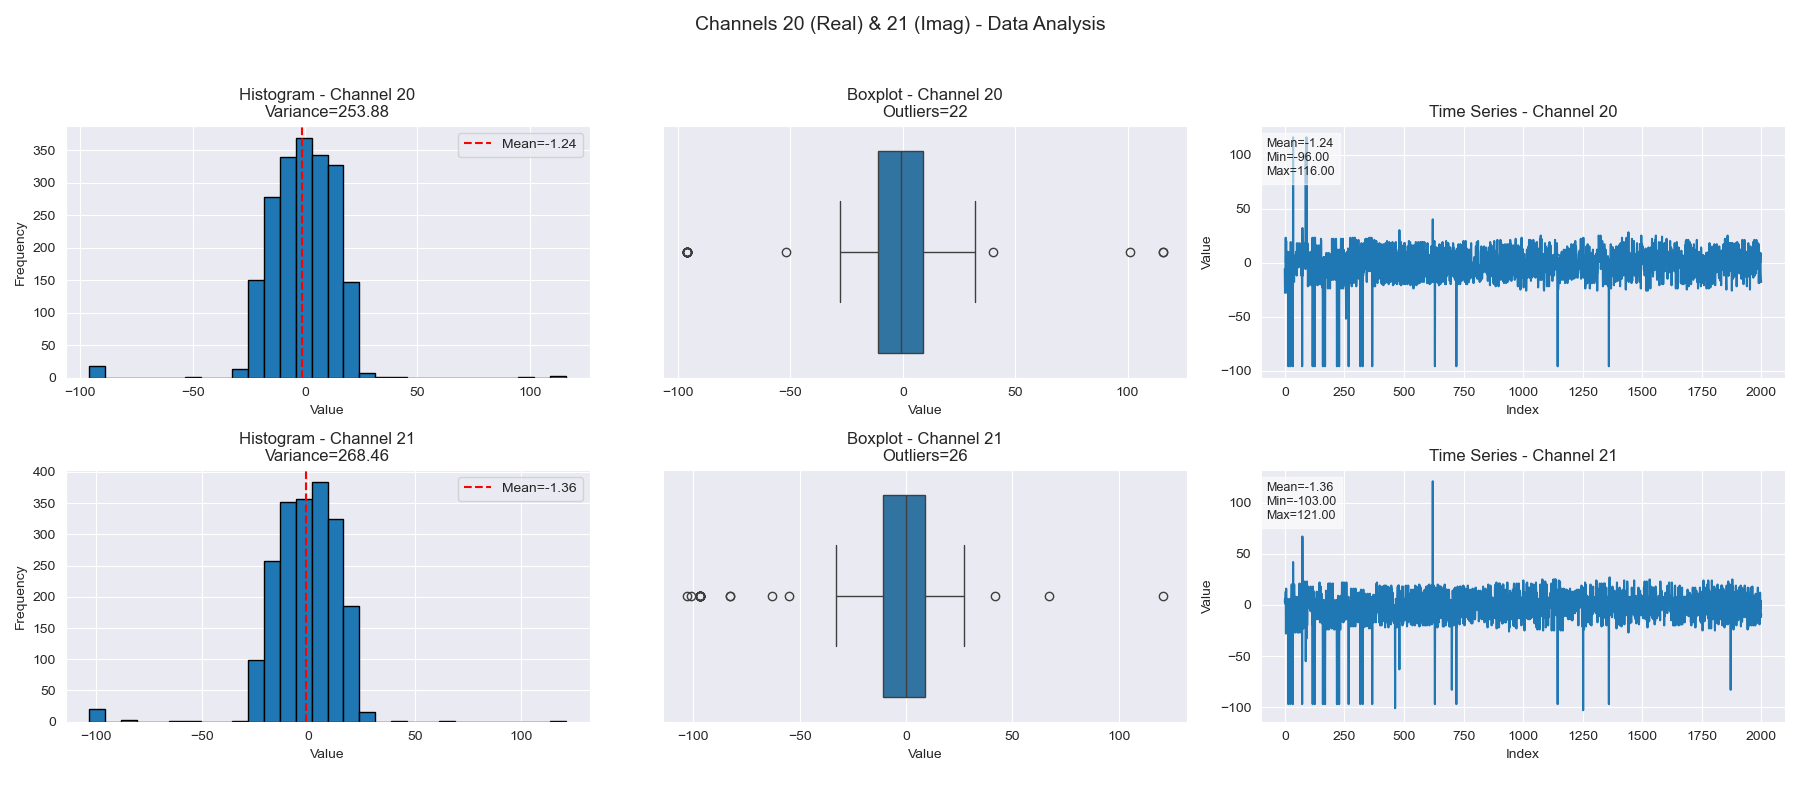 Channels 20 (Real) & 21 (Imag) - Data Analysis
Histogram - Channel 20
Variance=253.88
Mean=-1.24
Frequency
350
300
250
200
150
100
50
0
−100
−50
0
50
100
Value
Boxplot - Channel 20
Outliers=22
−100
−50
0
50
100
Value
Time Series - Channel 20
Mean=-1.24
Min=-96.00
Max=116.00
Value
100
50
0
−50
−100
0
250
500
750
1000
1250
1500
1750
2000
Index
Histogram - Channel 21
Variance=268.46
Mean=-1.36
Frequency
400
350
300
250
200
150
100
50
0
−100
−50
0
50
100
Value
Boxplot - Channel 21
Outliers=26
−100
−50
0
50
100
Value
Time Series - Channel 21
Mean=-1.36
Min=-103.00
Max=121.00
Value
100
50
0
−50
−100
0
250
500
750
1000
1250
1500
1750
2000
Index